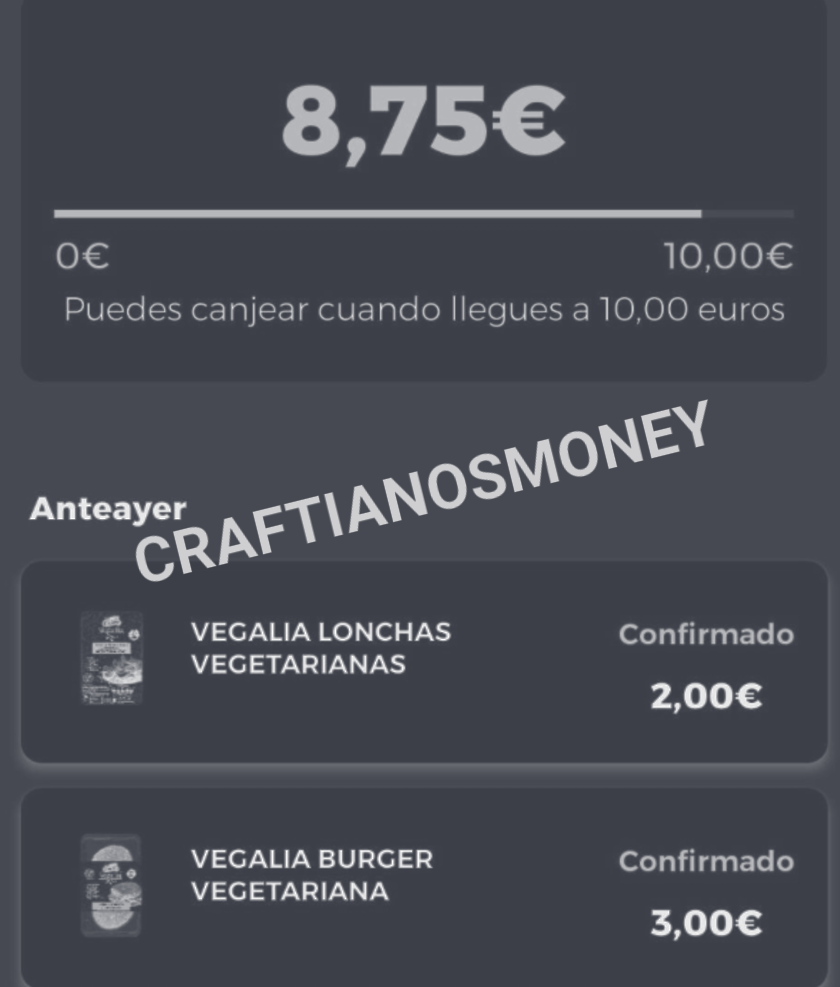 8,75€
0€ 10,00€
Puedes canjear cuando llegues a 10,00 euros
CRAFTIANOSMONEY
Anteayer
VEGALIA LONCHAS
VEGETARIANAS
Confirmado
2,00€
VEGALIA BURGER
VEGETARIANA
Confirmado
3,00€